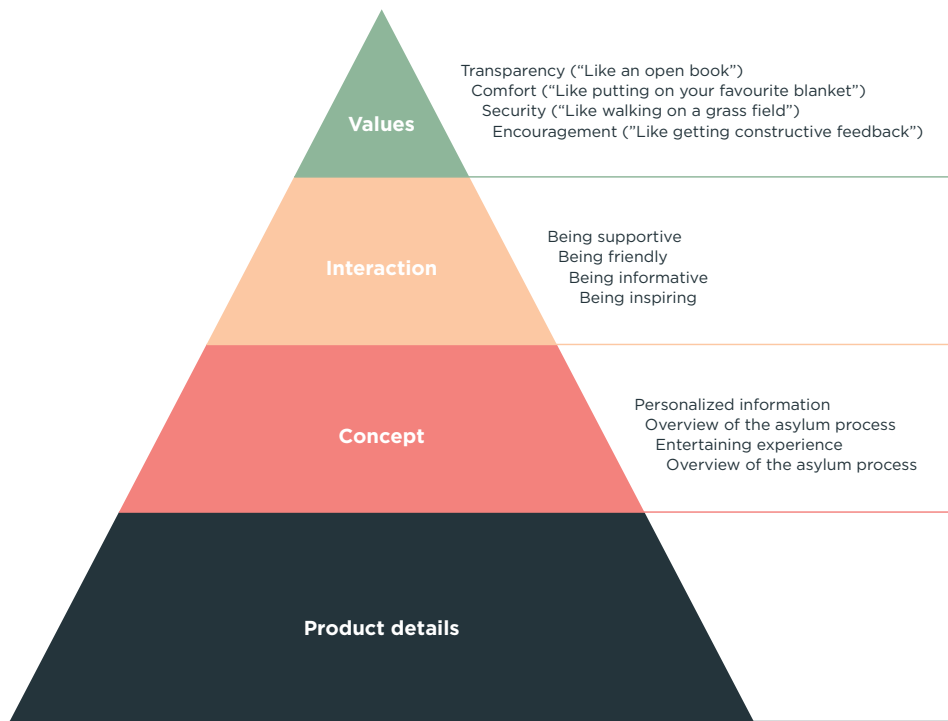 Transparency (“Like an open book”)
Comfort (“Like putting on your favourite blanket”)
Security (“Like walking on a grass field”)
Encouragement (”Like getting constructive feedback”)
Values
Being supportive
Being friendly
Being informative
Being inspiring
Interaction
Personalized information
Overview of the asylum process
Entertaining experience
Overview of the asylum process
Concept
Product details